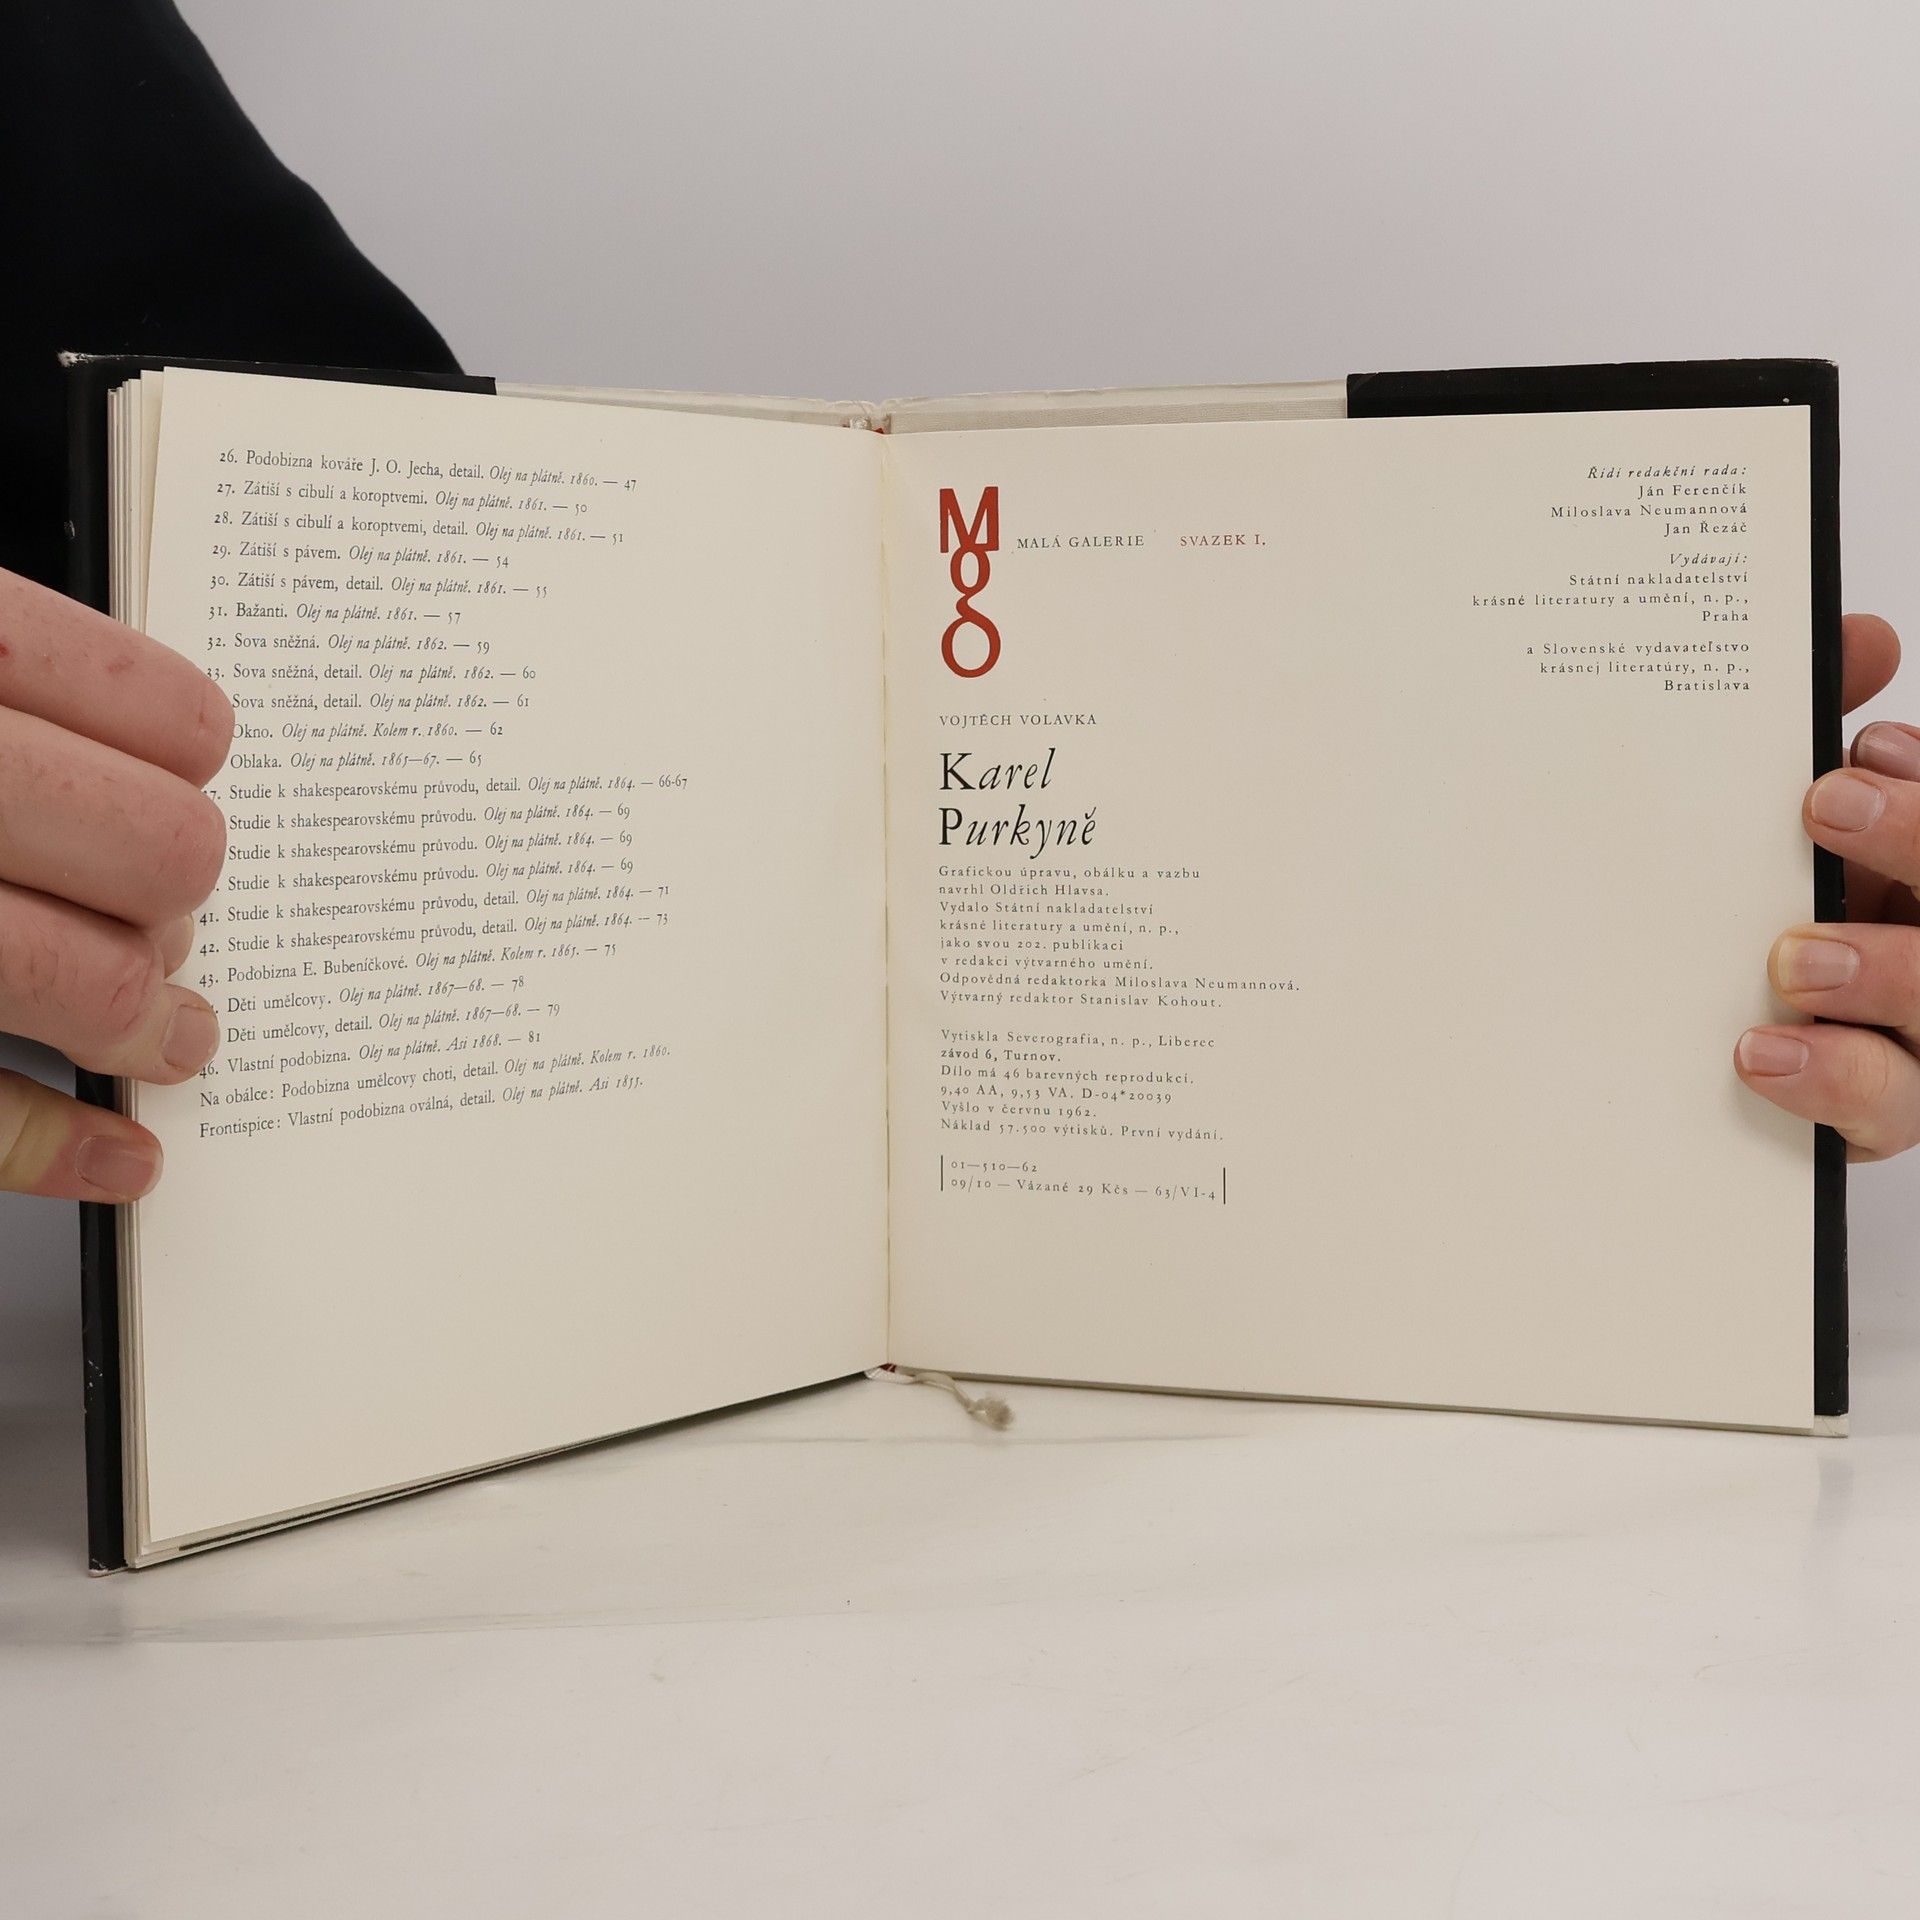 26. Podobizna kováře J. O. Jecha, detail. Olej na plátně. 1860. — 47
27. Zátiší s cibulí a koroptvemi. Olej na plátně. 1861. — 50
28. Zátiší s cibulí a koroptvemi, detail. Olej na plátně. 1861. — 51
29. Zátiší s pávem. Olej na plátně. 1861. — 54
30. Zátiší s pávem, detail. Olej na plátně. 1861. — 55
31. Bažanti. Olej na plátně. 1861. — 57
32. Sova sněžná. Olej na plátně. 1862. — 59
33. Sova sněžná, detail. Olej na plátně. 1862. — 60
Sova sněžná, detail. Olej na plátně. 1862. — 61
Okno. Olej na plátně. Kolem r. 1860. — 62
Oblaka. Olej na plátně. 1865—67. — 65
7. Studie k shakespearovskému průvodu, detail. Olej na plátně. 1864. — 66-67
Studie k shakespearovskému průvodu. Olej na plátně. 1864. — 69
Studie k shakespearovskému průvodu. Olej na plátně. 1864. — 69
. Studie k shakespearovskému průvodu. Olej na plátně. 1864. — 69
41. Studie k shakespearovskému průvodu, detail. Olej na plátně. 1864. — 71
42. Studie k shakespearovskému průvodu, detail. Olej na plátně. 1864. — 73
43. Podobizna E. Bubeníčkové. Olej na plátně. Kolem r. 1865. — 75
. Děti umělcovy. Olej na plátně. 1867—68. — 78
Děti umělcovy, detail. Olej na plátně. 1867—68. — 79
46. Vlastní podobizna. Olej na plátně. Asi 1868. — 81
Na obálce: Podobizna umělcovy choti, detail. Olej na plátně. Kolem r. 1860.
Frontispice: Vlastní podobizna oválná, detail. Olej na plátně. Asi 1855.
Mg
MALÁ GALERIE SVAZEK I.
Řídí redakční rada:
Ján Ferenčík
Miloslava Neumannová
Jan Řezáč
Vydávají:
Státní nakladatelství
krásné literatury a umění, n. p.,
Praha
a Slovenské vydavateľstvo
krásnej literatúry, n. p.,
Bratislava
VOJTĚCH VOLAVKA
Karel
Purkyně
Grafickou úpravu, obálku a vazbu
navrhl Oldřich Hlavsa.
Vydalo Státní nakladatelství
krásné literatury a umění, n. p.,
jako svou 202. publikaci
v redakci výtvarného umění.
Odpovědná redaktorka Miloslava Neumannová.
Výtvarný redaktor Stanislav Kohout.
Vytiskla Severografia, n. p., Liberec
závod 6, Turnov.
Dílo má 46 barevných reprodukcí.
9,40 AA, 9,53 VA. D-04*20039
Vyšlo v červnu 1962.
Náklad 57.500 výtisků. První vydání.
01—510—62
09/10 — Vázané 29 Kčs — 63/VI-4